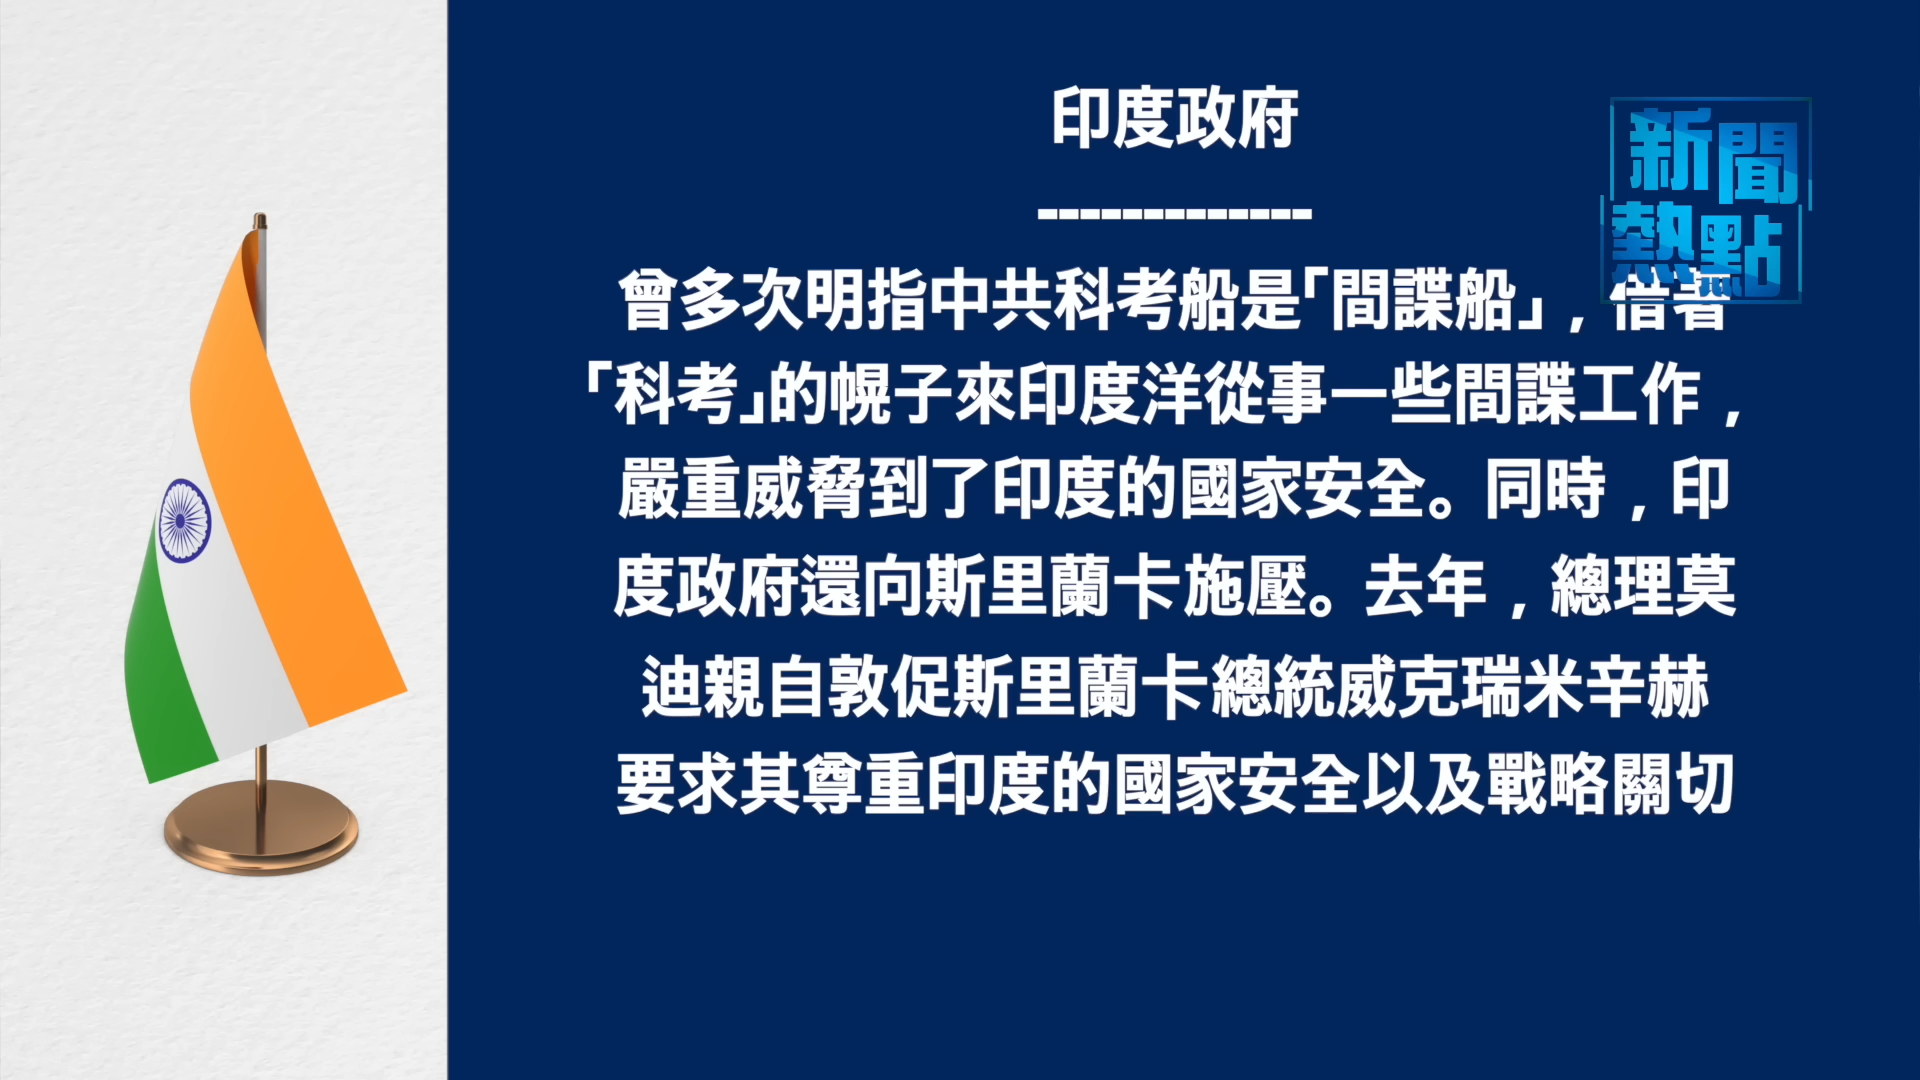 印度政府
-------------
新聞
熱點
曾多次明指中共科考船是「間諜船」,借著
「科考」的幌子來印度洋從事一些間諜工作,
嚴重威脅到了印度的國家安全。同時,印
度政府還向斯里蘭卡施壓。去年,總理莫
迪親自敦促斯里蘭卡總統威克瑞米辛赫
要求其尊重印度的國家安全以及戰略關切